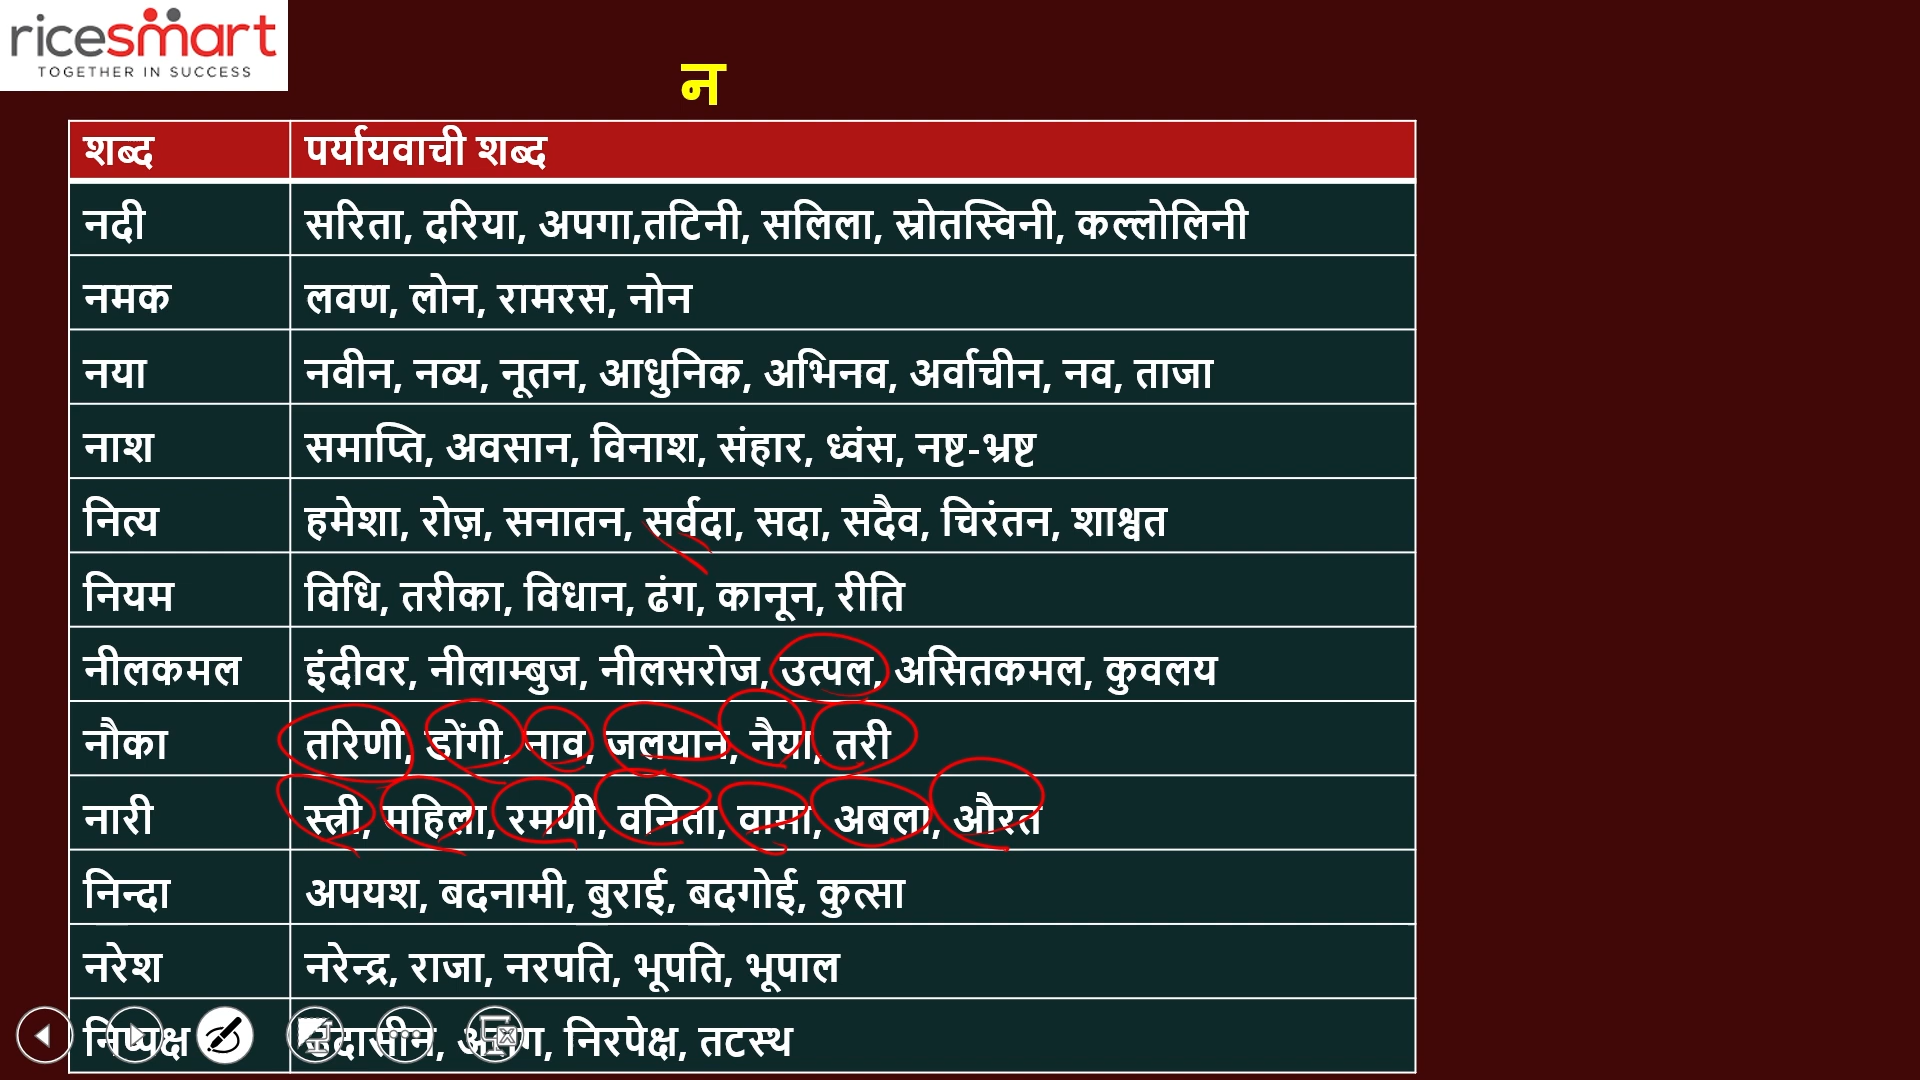 ricesmart
TOGETHER IN SUCCESS
न
शब्द पर्यायवाची शब्द
नदी सरिता, दरिया, अपगा,तटिनी, सलिला, स्रोतस्विनी, कल्लोलिनी
नमक लवण, लोन, रामरस, नोन
नया नवीन, नव्य, नूतन, आधुनिक, अभिनव, अर्वाचीन, नव, ताजा
नाश समाप्ति, अवसान, विनाश, संहार, ध्वंस, नष्ट-भ्रष्ट
नित्य हमेशा, रोज़, सनातन, सर्वदा, सदा, सदैव, चिरंतन, शाश्वत
नियम विधि, तरीका, विधान, ढंग, कानून, रीति
नीलकमल इंदीवर, नीलाम्बुज, नीलसरोज, उत्पल, असितकमल, कुवलय
नौका तरिणी, डोंगी, नाव, जलयान, नैया, तरी
नारी स्त्री, महिला, रमणी, वनिता, वामा, अबला, औरत
निन्दा अपयश, बदनामी, बुराई, बदगोई, कुत्सा
नरेश नरेन्द्र, राजा, नरपति, भूपति, भूपाल
निष्पक्ष उदासीन, निरपेक्ष, तटस्थ